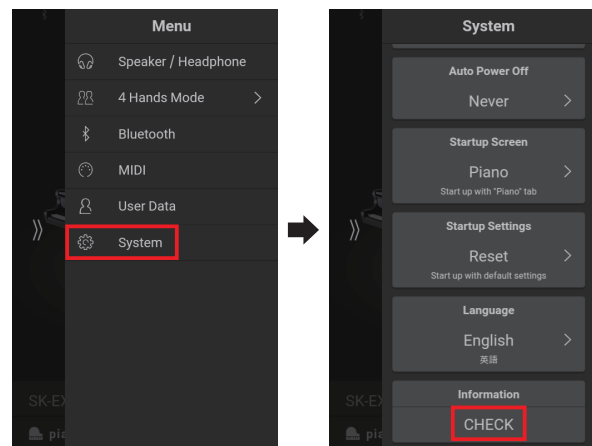 Menu
Speaker / Headphone
4 Hands Mode
Bluetooth
MIDI
User Data
System
SK-EX
pia
System
Auto Power Off
Never
Startup Screen
Piano
Start up with "Piano" tab
Startup Settings
Reset
Start up with default settings
Language
English
英語
Information
CHECK
SK-EX
pia